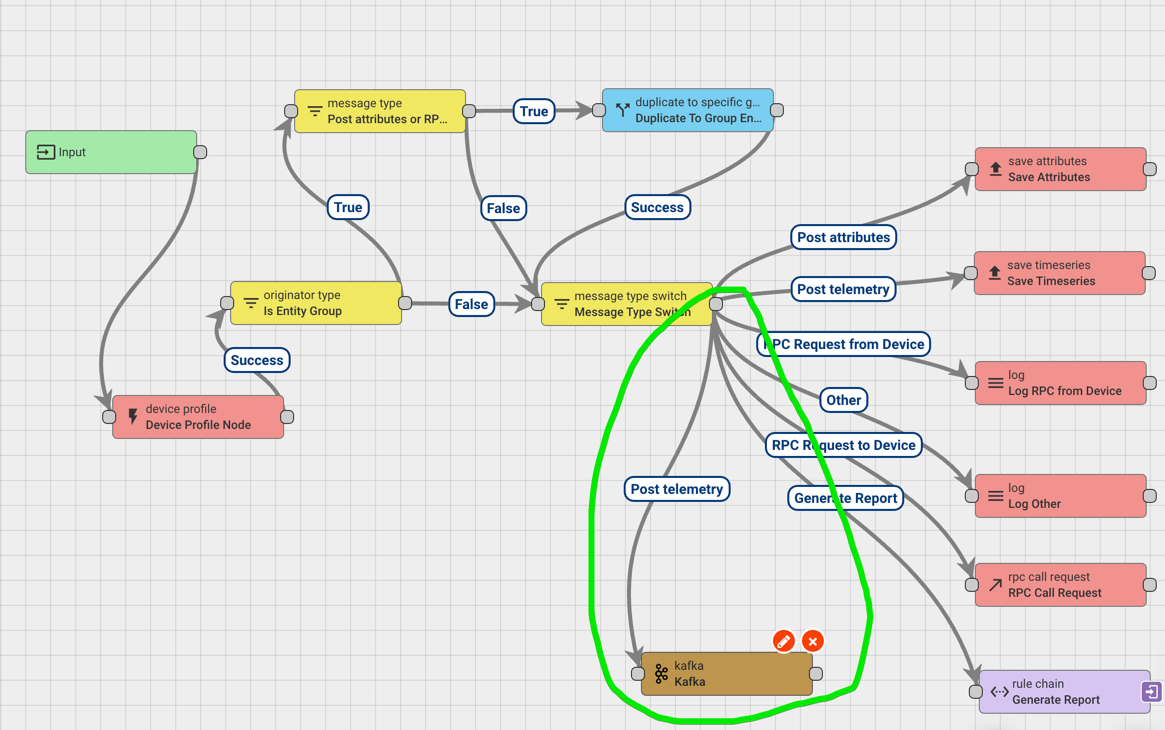 message type
Post attributes or RP...
True
duplicate to specific g...
Duplicate To Group En...
Input
save attributes
Save Attributes
True
False
Success
Post attributes
originator type
Is Entity Group
False
message type switch
Message Type Switch
Post telemetry
save timeseries
Save Timeseries
Success
RPC Request from Device
log
Log RPC from Device
device profile
Device Profile Node
Other
RPC Request to Device
Post telemetry
Generate Report
log
Log Other
rpc call request
RPC Call Request
kafka
Kafka
rule chain
Generate Report